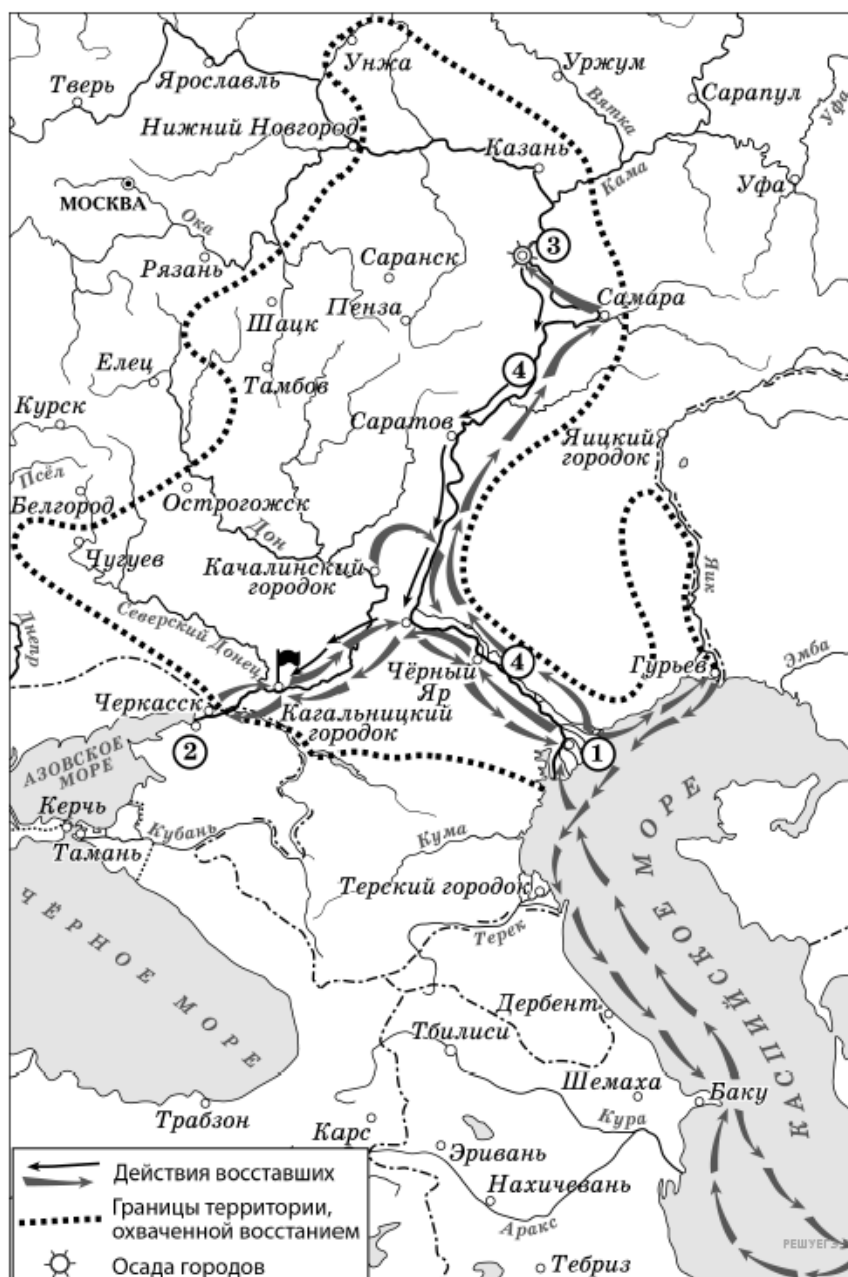 Унжа
Уржум
Ярославль
Тверь
Вятка
Сарапул
Уфа
Нижний Новгород
Казань
Кама
Уфа
МОСКВА
Ока
3
Рязань
Саранск
Самара
Пенза
Шацк
4
Елец
Тамбов
Курск
Саратов
Яицкий
городок
Псёл
Белгород
Острогожск
Дон
Чугуев
Качалинский
городок
Яик
Северский Донец
Днепр
Чёрный
Яр
4
Гурьев
Эмба
Черкасск
Кагальницкий
городок
2
1
АЗОВСКОЕ
МОРЕ
Керчь
Тамань
Кубань
Кума
Терский городок
Терек
ЧЁРНОЕ МОРЕ
КАСПИЙСКОЕ МОРЕ
Дербент
Тбилиси
Шемаха
Баку
Трабзон
Кура
Карс
Эривань
Нахичевань
Аракс
Тебриз
Действия восставших
Границы территории,
охваченной восстанием
Осада городов
РЕШУЕГЭ